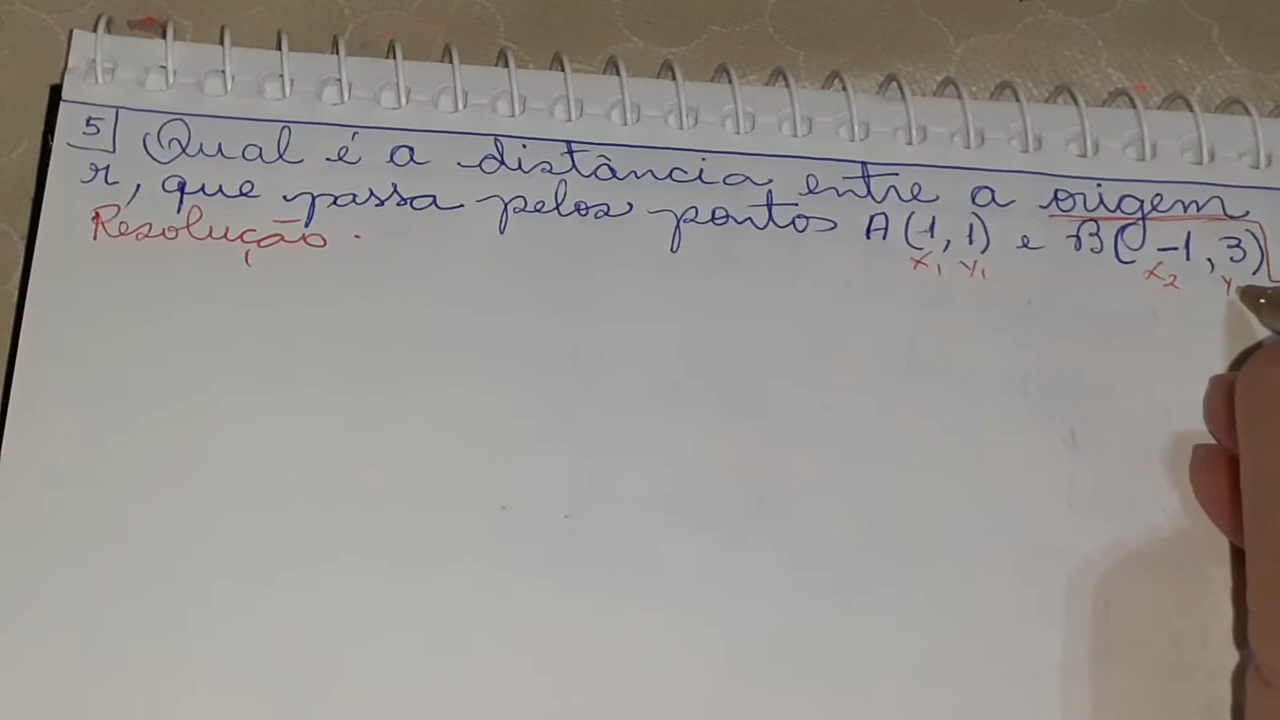 5 Qual é a distância entre a origem
r, que passa pelos pontos A(1,1) e B(-1,3)
Resolução. x₁ y₁ x₂ y